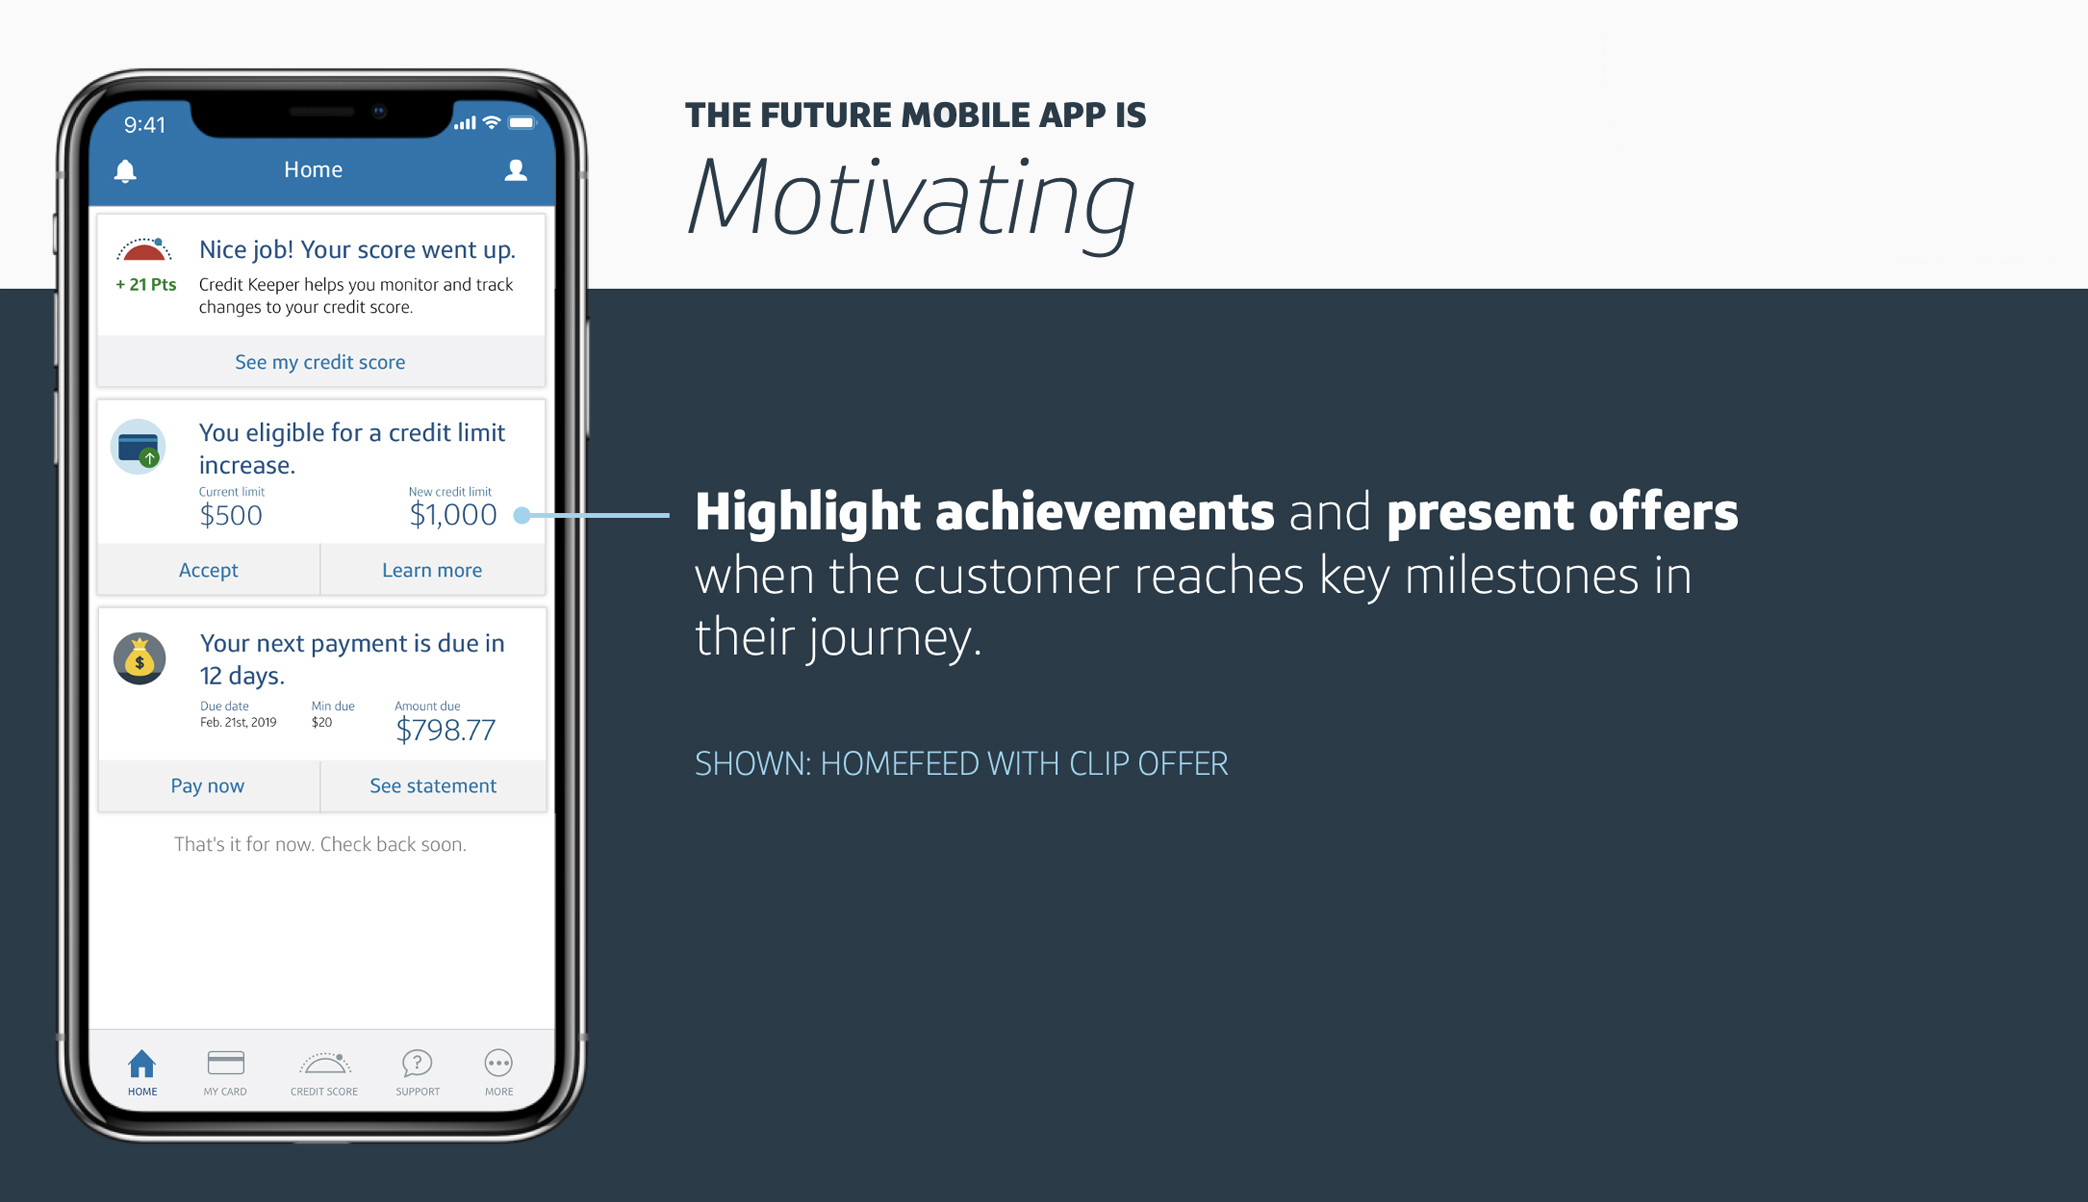 9:41
Home
Nice job! Your score went up.
+ 21 Pts
Credit Keeper helps you monitor and track
changes to your credit score.
See my credit score
You eligible for a credit limit
increase.
Current limit
New credit limit
$500
$1,000
Accept
Learn more
Your next payment is due in
12 days.
Due date
Min due
Amount due
Feb. 21st, 2019
$20
$798.77
$
Pay now
See statement
That's it for now. Check back soon.
HOME
MY CARD
CREDIT SCORE
?
SUPPORT
MORE
THE FUTURE MOBILE APP IS
Motivating
Highlight achievements and present offers
when the customer reaches key milestones in
their journey.
SHOWN: HOMEFEED WITH CLIP OFFER